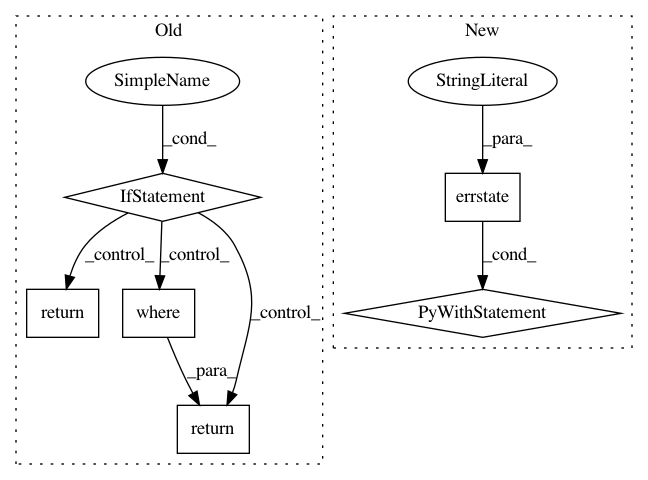 Old
New
SimpleName
StringLiteral
_cond_
_para_
IfStatement
errstate
_control_
_control_
_control_
_cond_
return
where
PyWithStatement
_para_
return